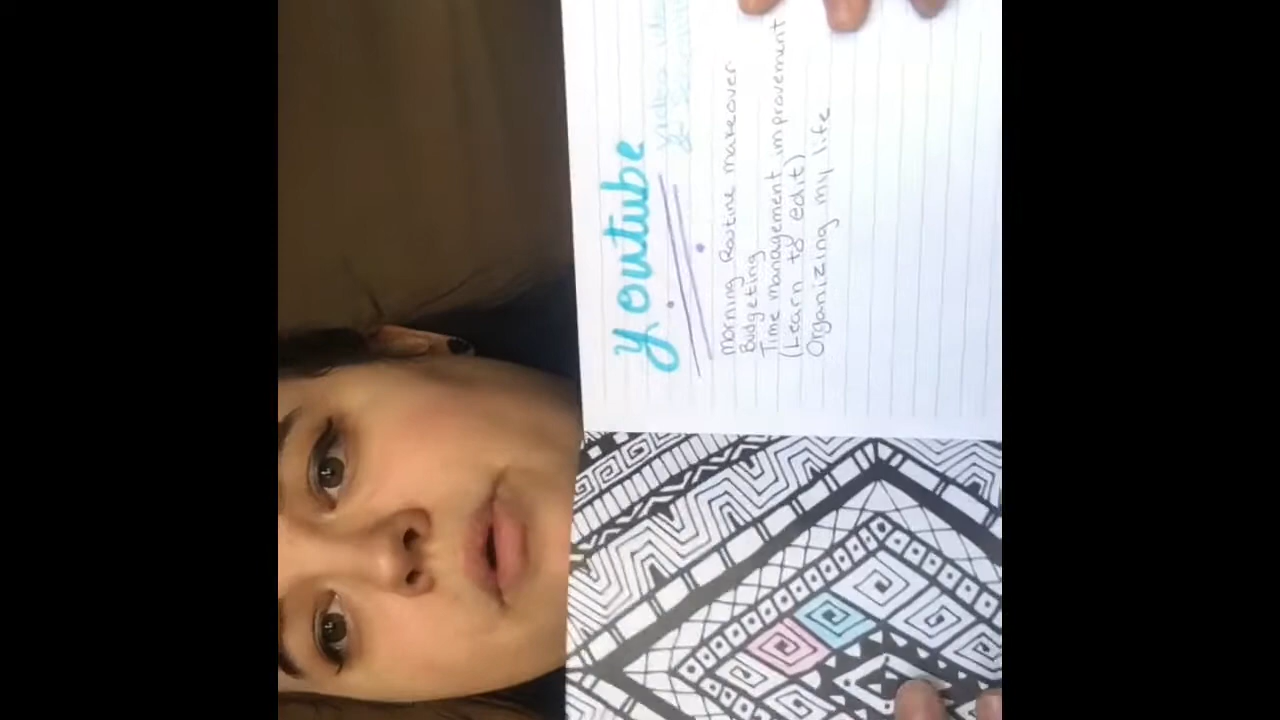 youtube
Morning Routine makeover
Budgeting
Time management improvement
(Learn to edit)
Organizing my life